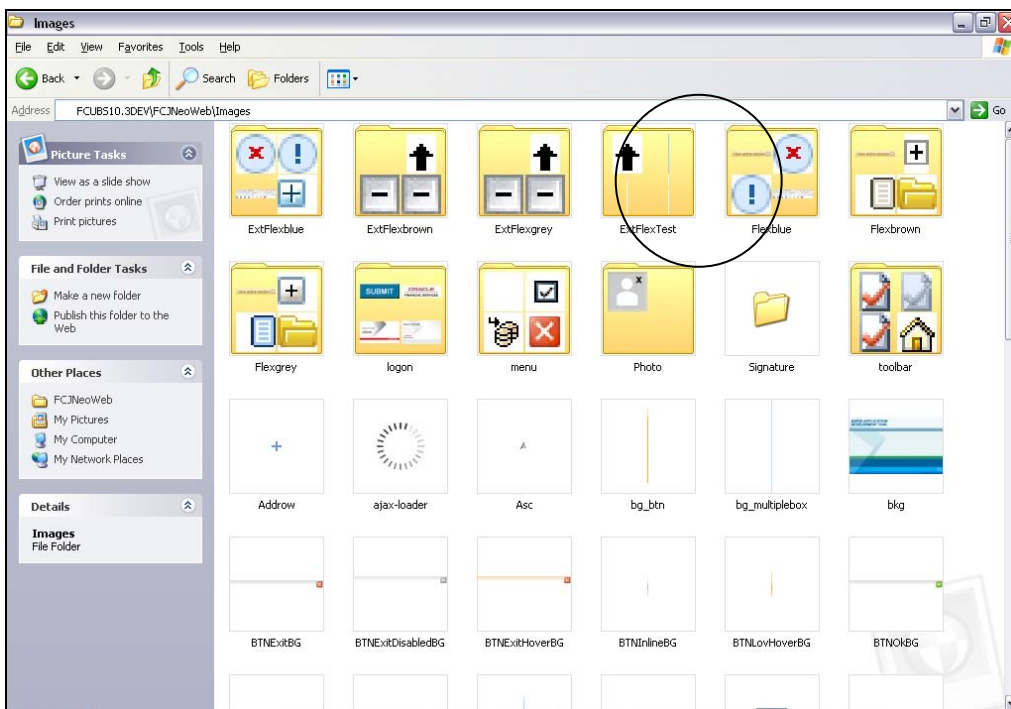 Images
File Edit View Favorites Tools Help
Back Search Folders
Address FCUBS10.3DEV\FCJNeoWeb\Images Go
Picture Tasks
View as a slide show
Order prints online
Print pictures
File and Folder Tasks
Make a new folder
Publish this folder to the
Web
Other Places
FCJNeoWeb
My Pictures
My Computer
My Network Places
Details
Images
File Folder
ExtFlexblue ExtFlexbrown ExtFlexgrey ExtFlexTest Flexblue Flexbrown
SUBMIT ORACLE
FINANCIAL SERVICES
Flexgrey logon menu Photo Signature toolbar
Addrow ajax-loader Asc bg_btn bg_multiplebox bkg
BTNExitBG BTNExitDisabledBG BTNExitHoverBG BTNInlineBG BTNLovHoverBG BTNOkBG